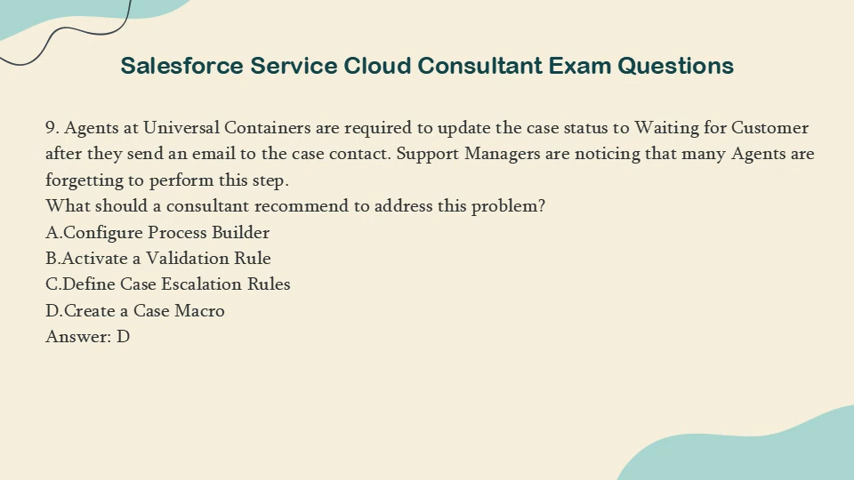 Salesforce Service Cloud Consultant Exam Questions
9. Agents at Universal Containers are required to update the case status to Waiting for Customer
after they send an email to the case contact. Support Managers are noticing that many Agents are
forgetting to perform this step.
What should a consultant recommend to address this problem?
A.Configure Process Builder
B.Activate a Validation Rule
C.Define Case Escalation Rules
D.Create a Case Macro
Answer: D